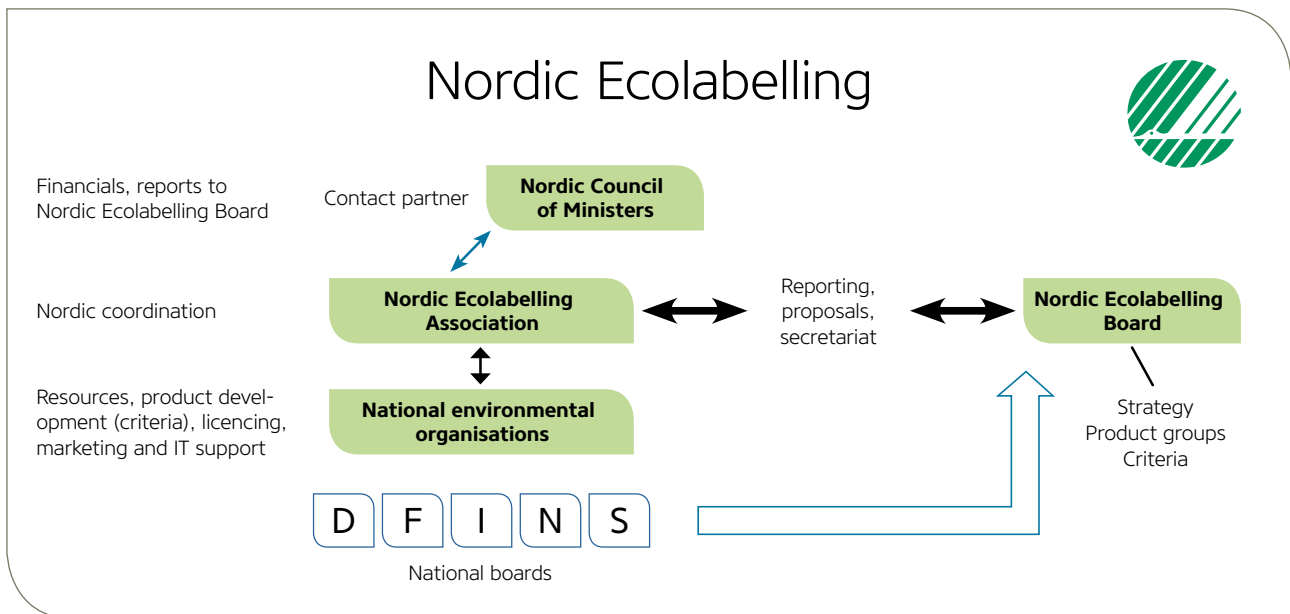 Nordic Ecolabelling
Financials, reports to
Nordic Ecolabelling Board
Contact partner
Nordic Council
of Ministers
Nordic coordination
Nordic Ecolabelling
Association
Reporting,
proposals,
secretariat
Nordic Ecolabelling
Board
Resources, product devel-
opment (criteria), licencing,
marketing and IT support
National environmental
organisations
Strategy
Product groups
Criteria
D F I N S
National boards